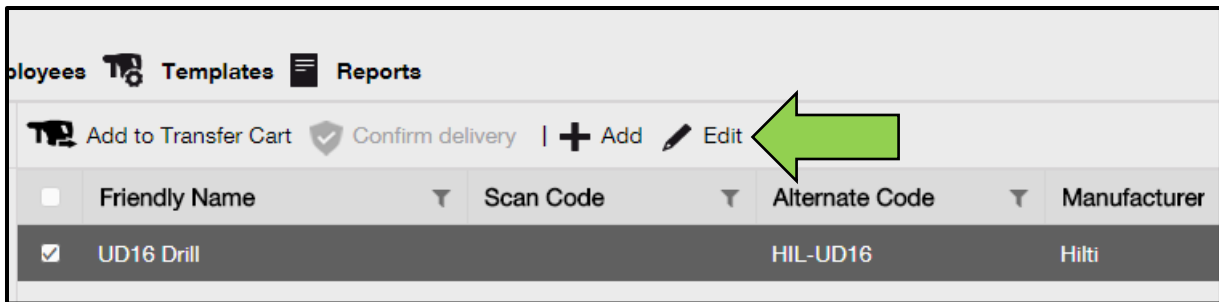 ployees Templates Reports
Add to Transfer Cart Confirm delivery | Add Edit
Friendly Name Scan Code Alternate Code Manufacturer
UD16 Drill HIL-UD16 Hilti